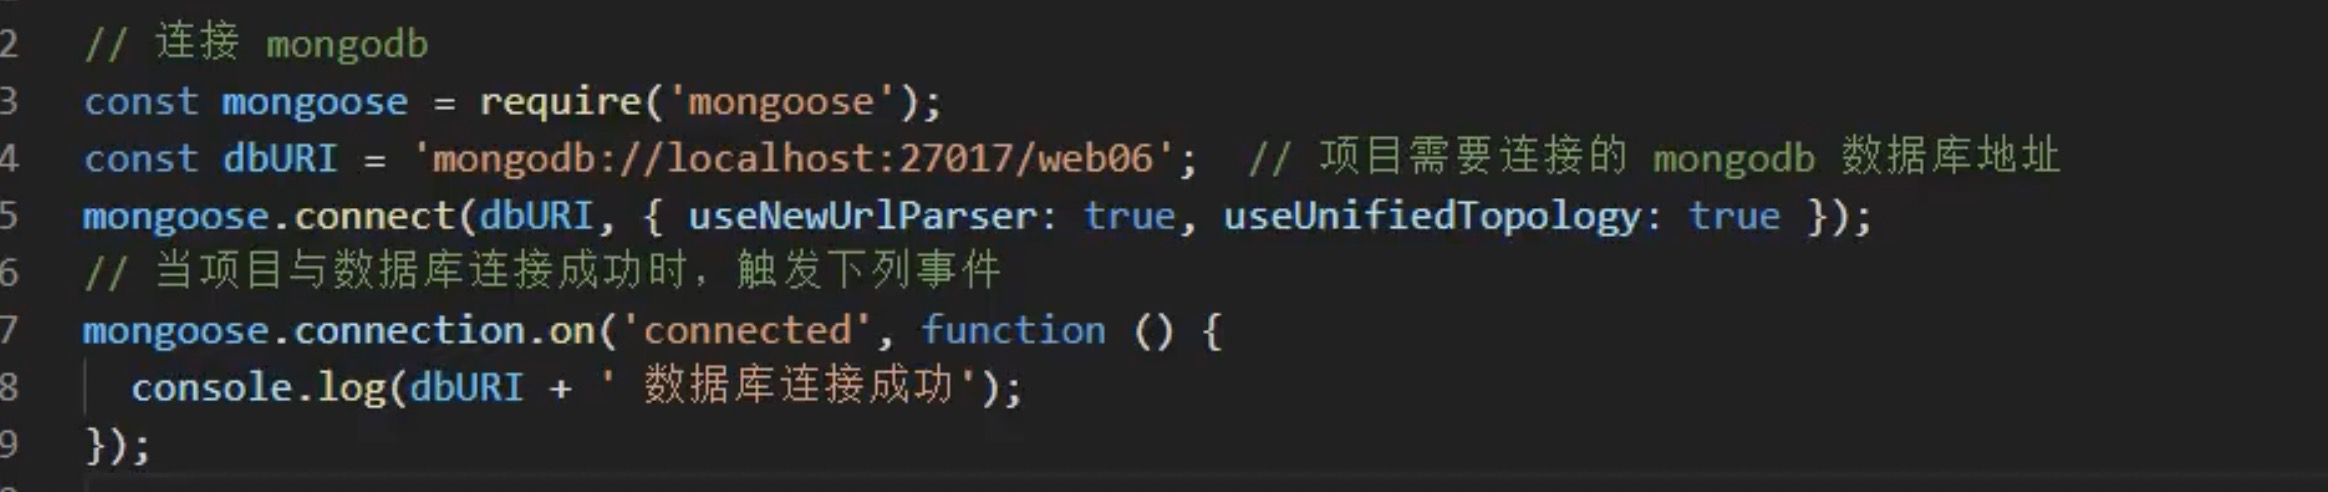 2 // 连接 mongodb
3 const mongoose = require('mongoose');
4 const dbURI = 'mongodb://localhost:27017/web06'; // 项目需要连接的 mongodb 数据库地址
5 mongoose.connect(dbURI, { useNewUrlParser: true, useUnifiedTopology: true });
6 // 当项目与数据库连接成功时，触发下列事件
7 mongoose.connection.on('connected', function () {
8 console.log(dbURI + ' 数据库连接成功');
9 });